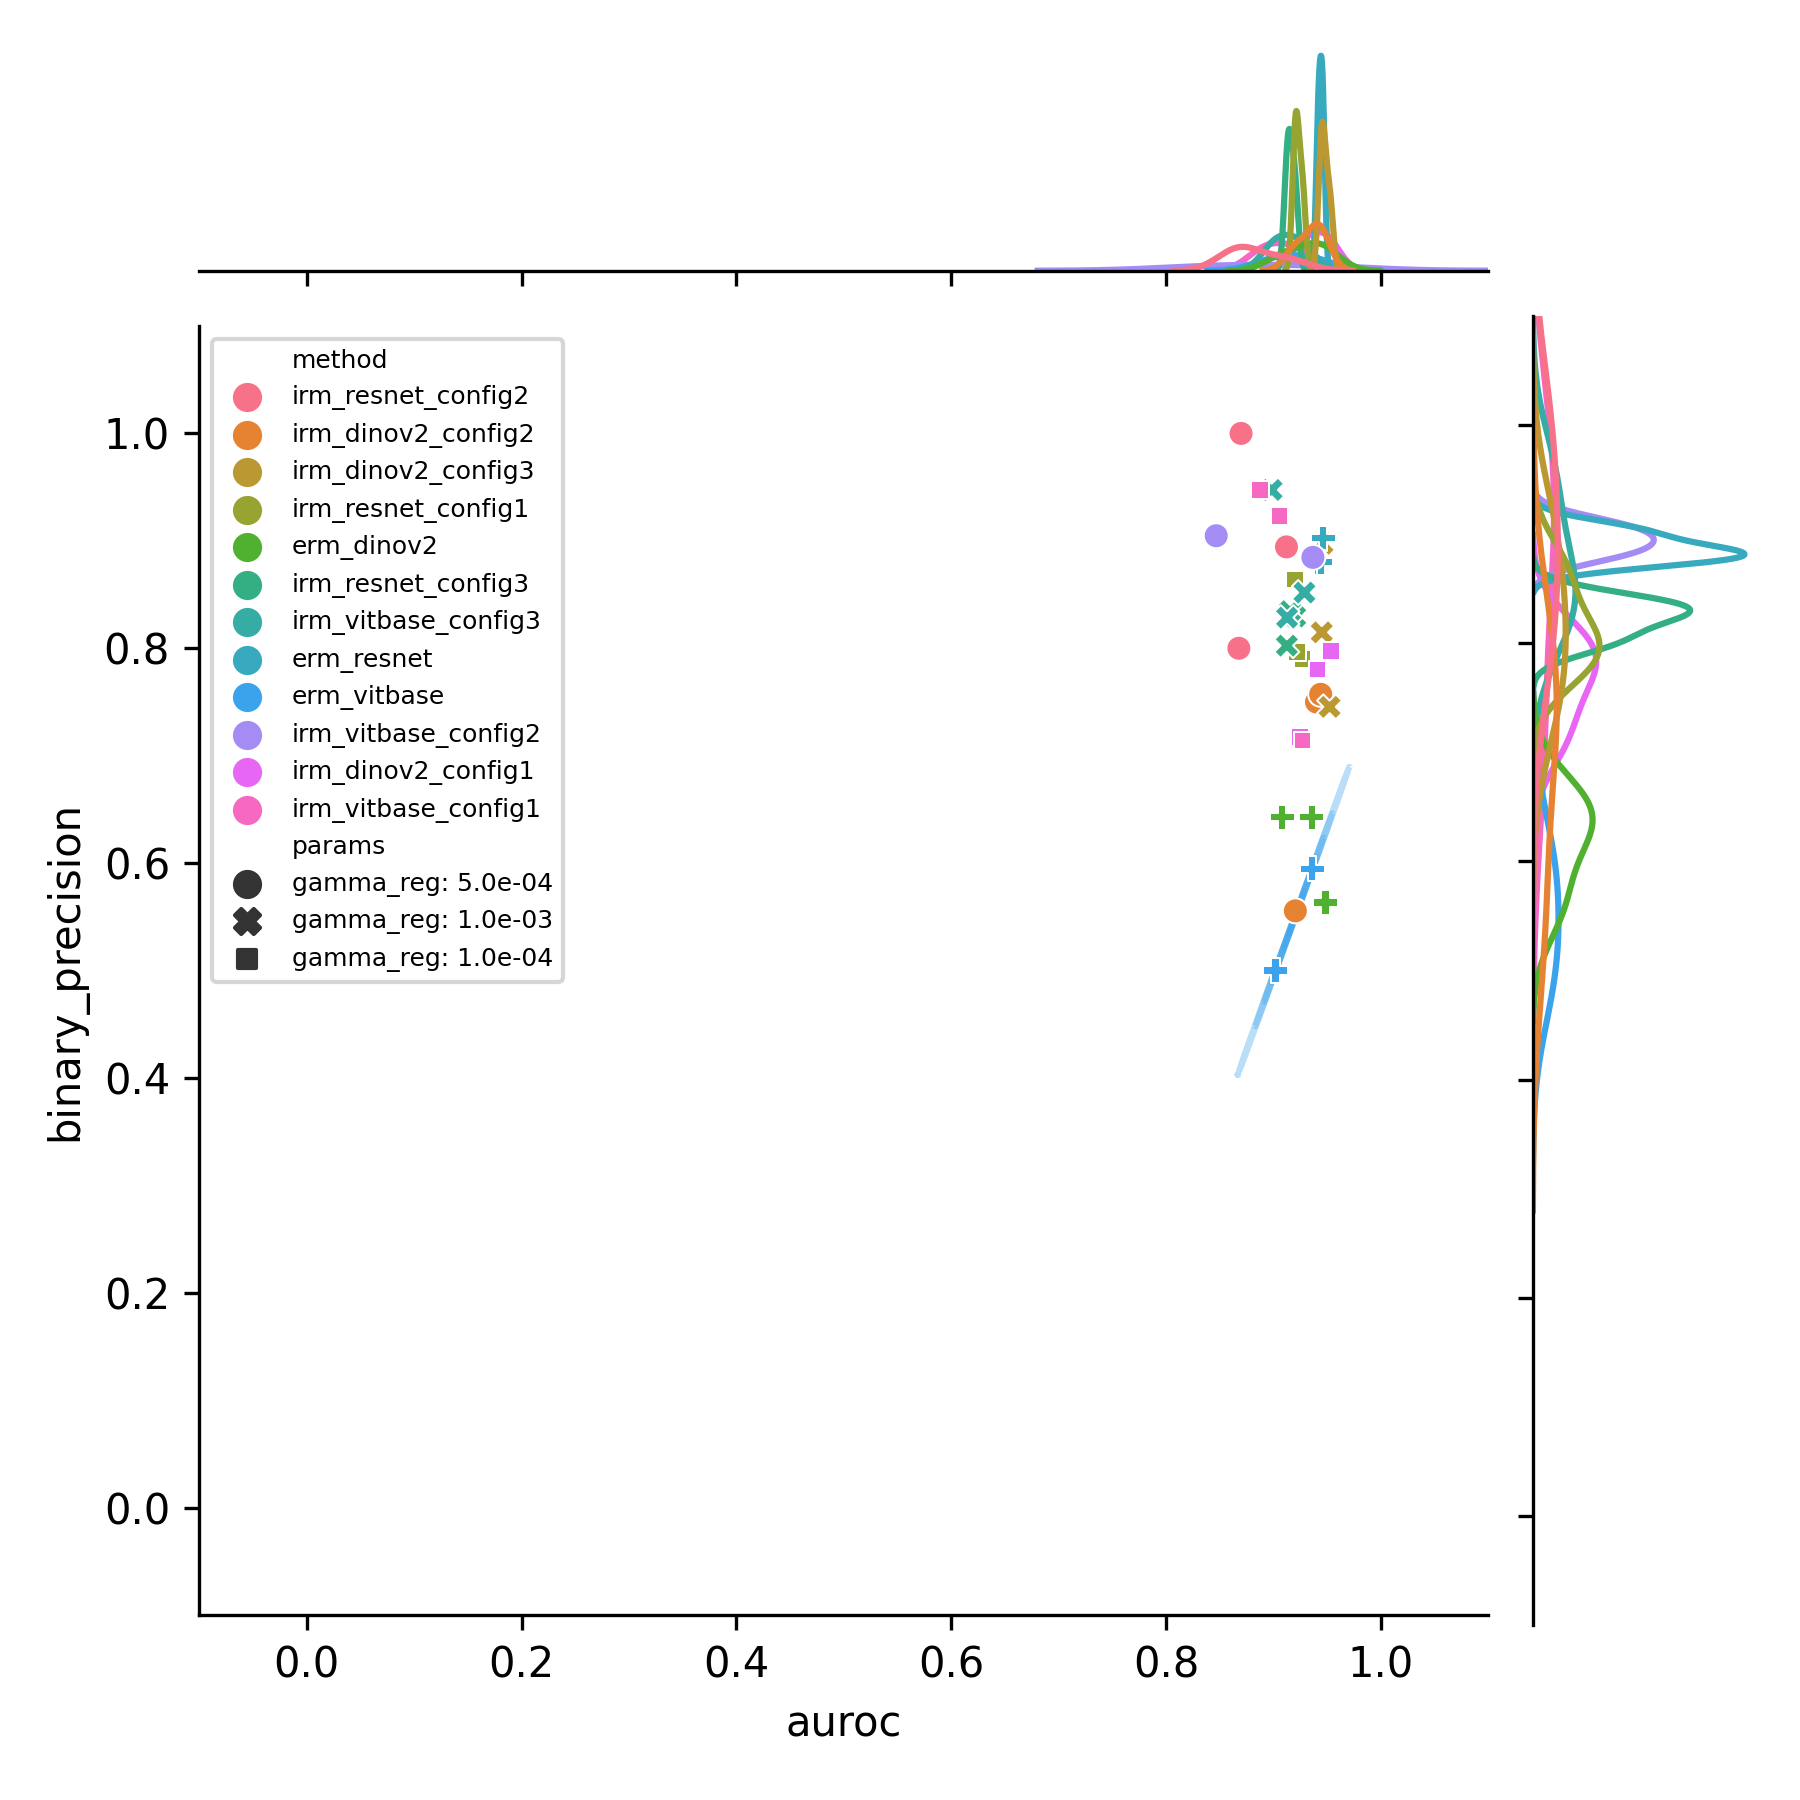 method
irm_resnet_config2
irm_dinov2_config2
irm_dinov2_config3
irm_resnet_config1
erm_dinov2
irm_resnet_config3
irm_vitbase_config3
erm_resnet
erm_vitbase
irm_vitbase_config2
irm_dinov2_config1
irm_vitbase_config1
params
gamma_reg: 5.0e-04
gamma_reg: 1.0e-03
gamma_reg: 1.0e-04
binary_precision
1.0
0.8
0.6
0.4
0.2
0.0
0.0 0.2 0.4 0.6 0.8 1.0
auroc